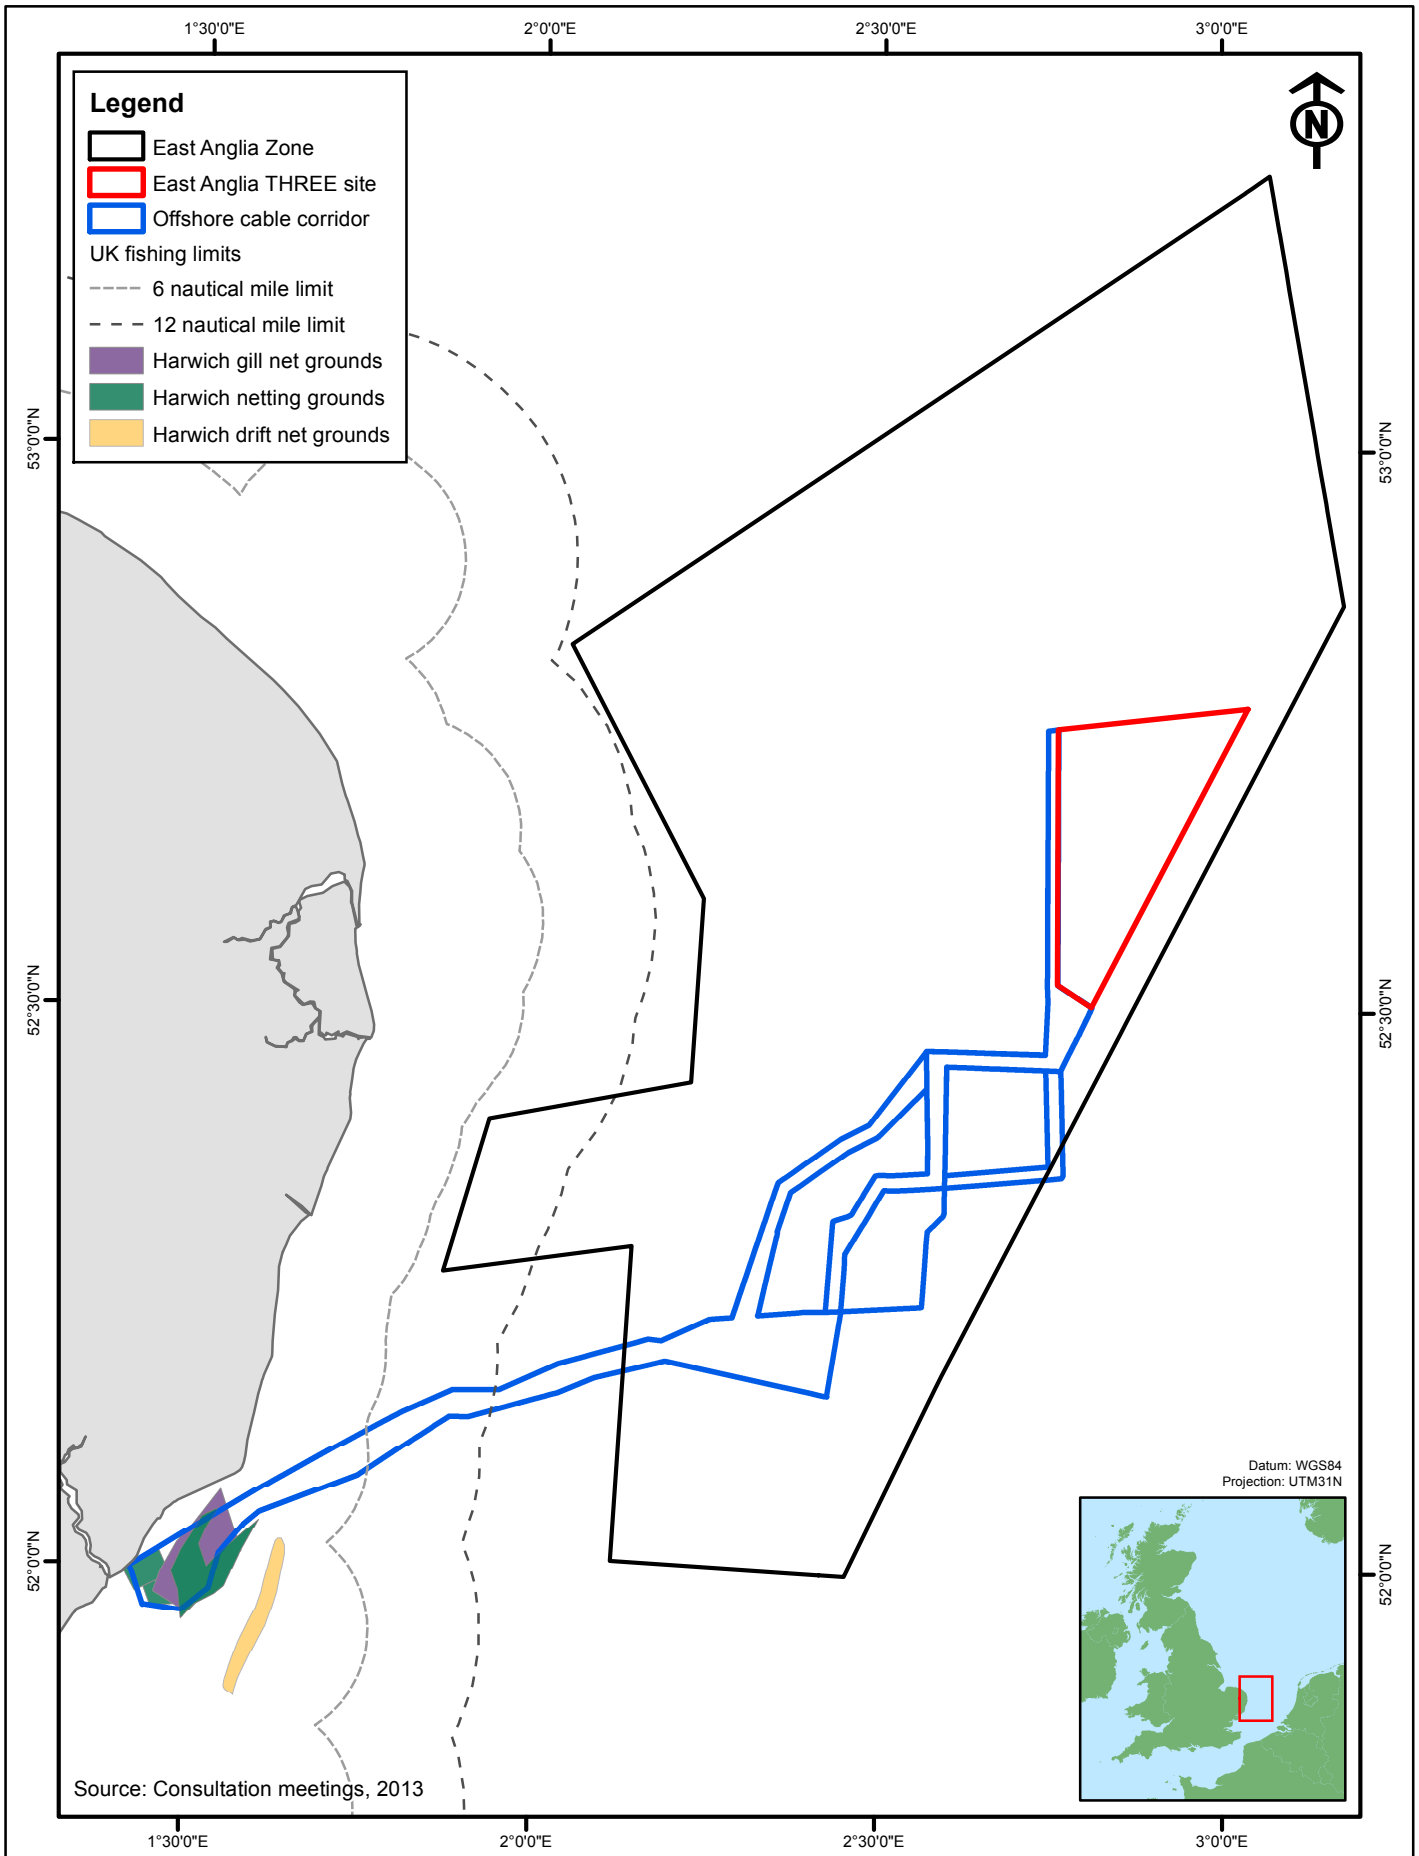 1°30'0"E
2°0'0"E
2°30'0"E
3°0'0"E
Legend
East Anglia Zone
East Anglia THREE site
Offshore cable corridor
UK fishing limits
6 nautical mile limit
12 nautical mile limit
Harwich gill net grounds
Harwich netting grounds
Harwich drift net grounds
N
53°0'0"N
53°0'0"N
52°30'0"N
52°30'0"N
52°0'0"N
52°0'0"N
Datum: WGS84
Projection: UTM31N
Source: Consultation meetings, 2013
1°30'0"E
2°0'0"E
2°30'0"E
3°0'0"E